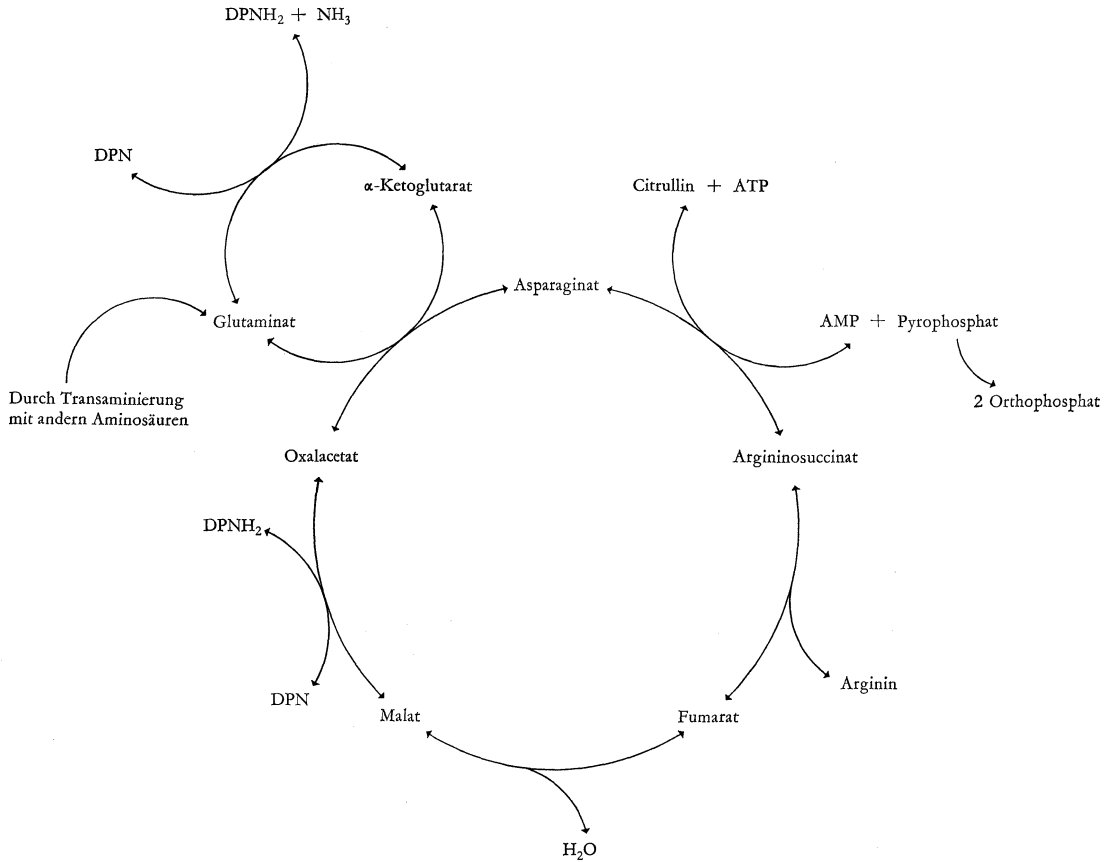 DPNH₂ + NH₃
DPN
α-Ketoglutarat
Citrullin + ATP
Asparaginat
Glutaminat
AMP + Pyrophosphat
Durch Transaminierung
mit andern Aminosäuren
2 Orthophosphat
Oxalacetat
Argininosuccinat
DPNH₂
DPN
Arginin
Malat
Fumarat
H₂O